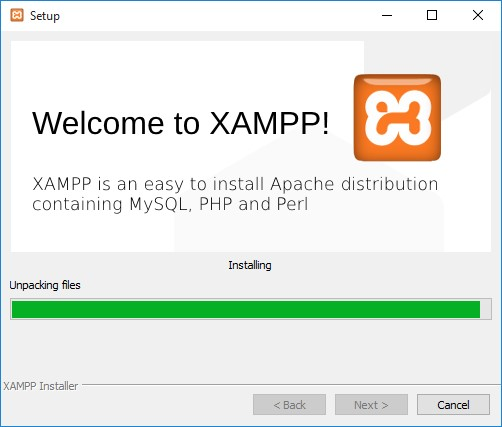 Setup
Welcome to XAMPP!
XAMPP is an easy to install Apache distribution
containing MySQL, PHP and Perl
Installing
Unpacking files
XAMPP Installer
< Back
Next >
Cancel